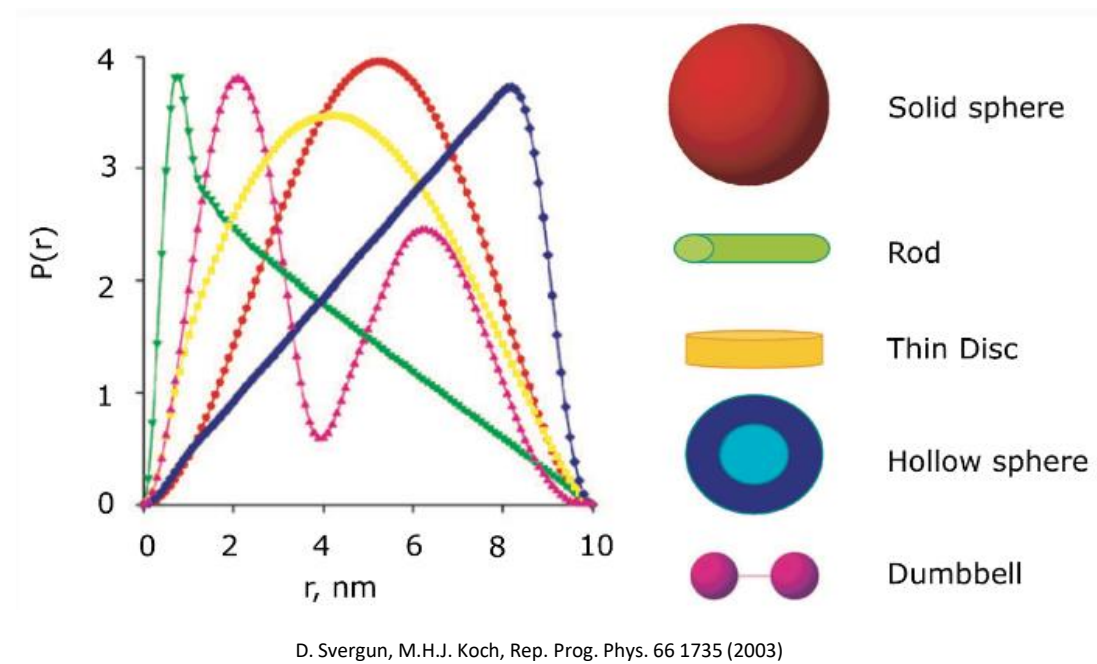 4
3
2
1
0
P(r)
0 2 4 6 8 10
r, nm
Solid sphere
Rod
Thin Disc
Hollow sphere
Dumbbell
D. Svergun, M.H.J. Koch, Rep. Prog. Phys. 66 1735 (2003)